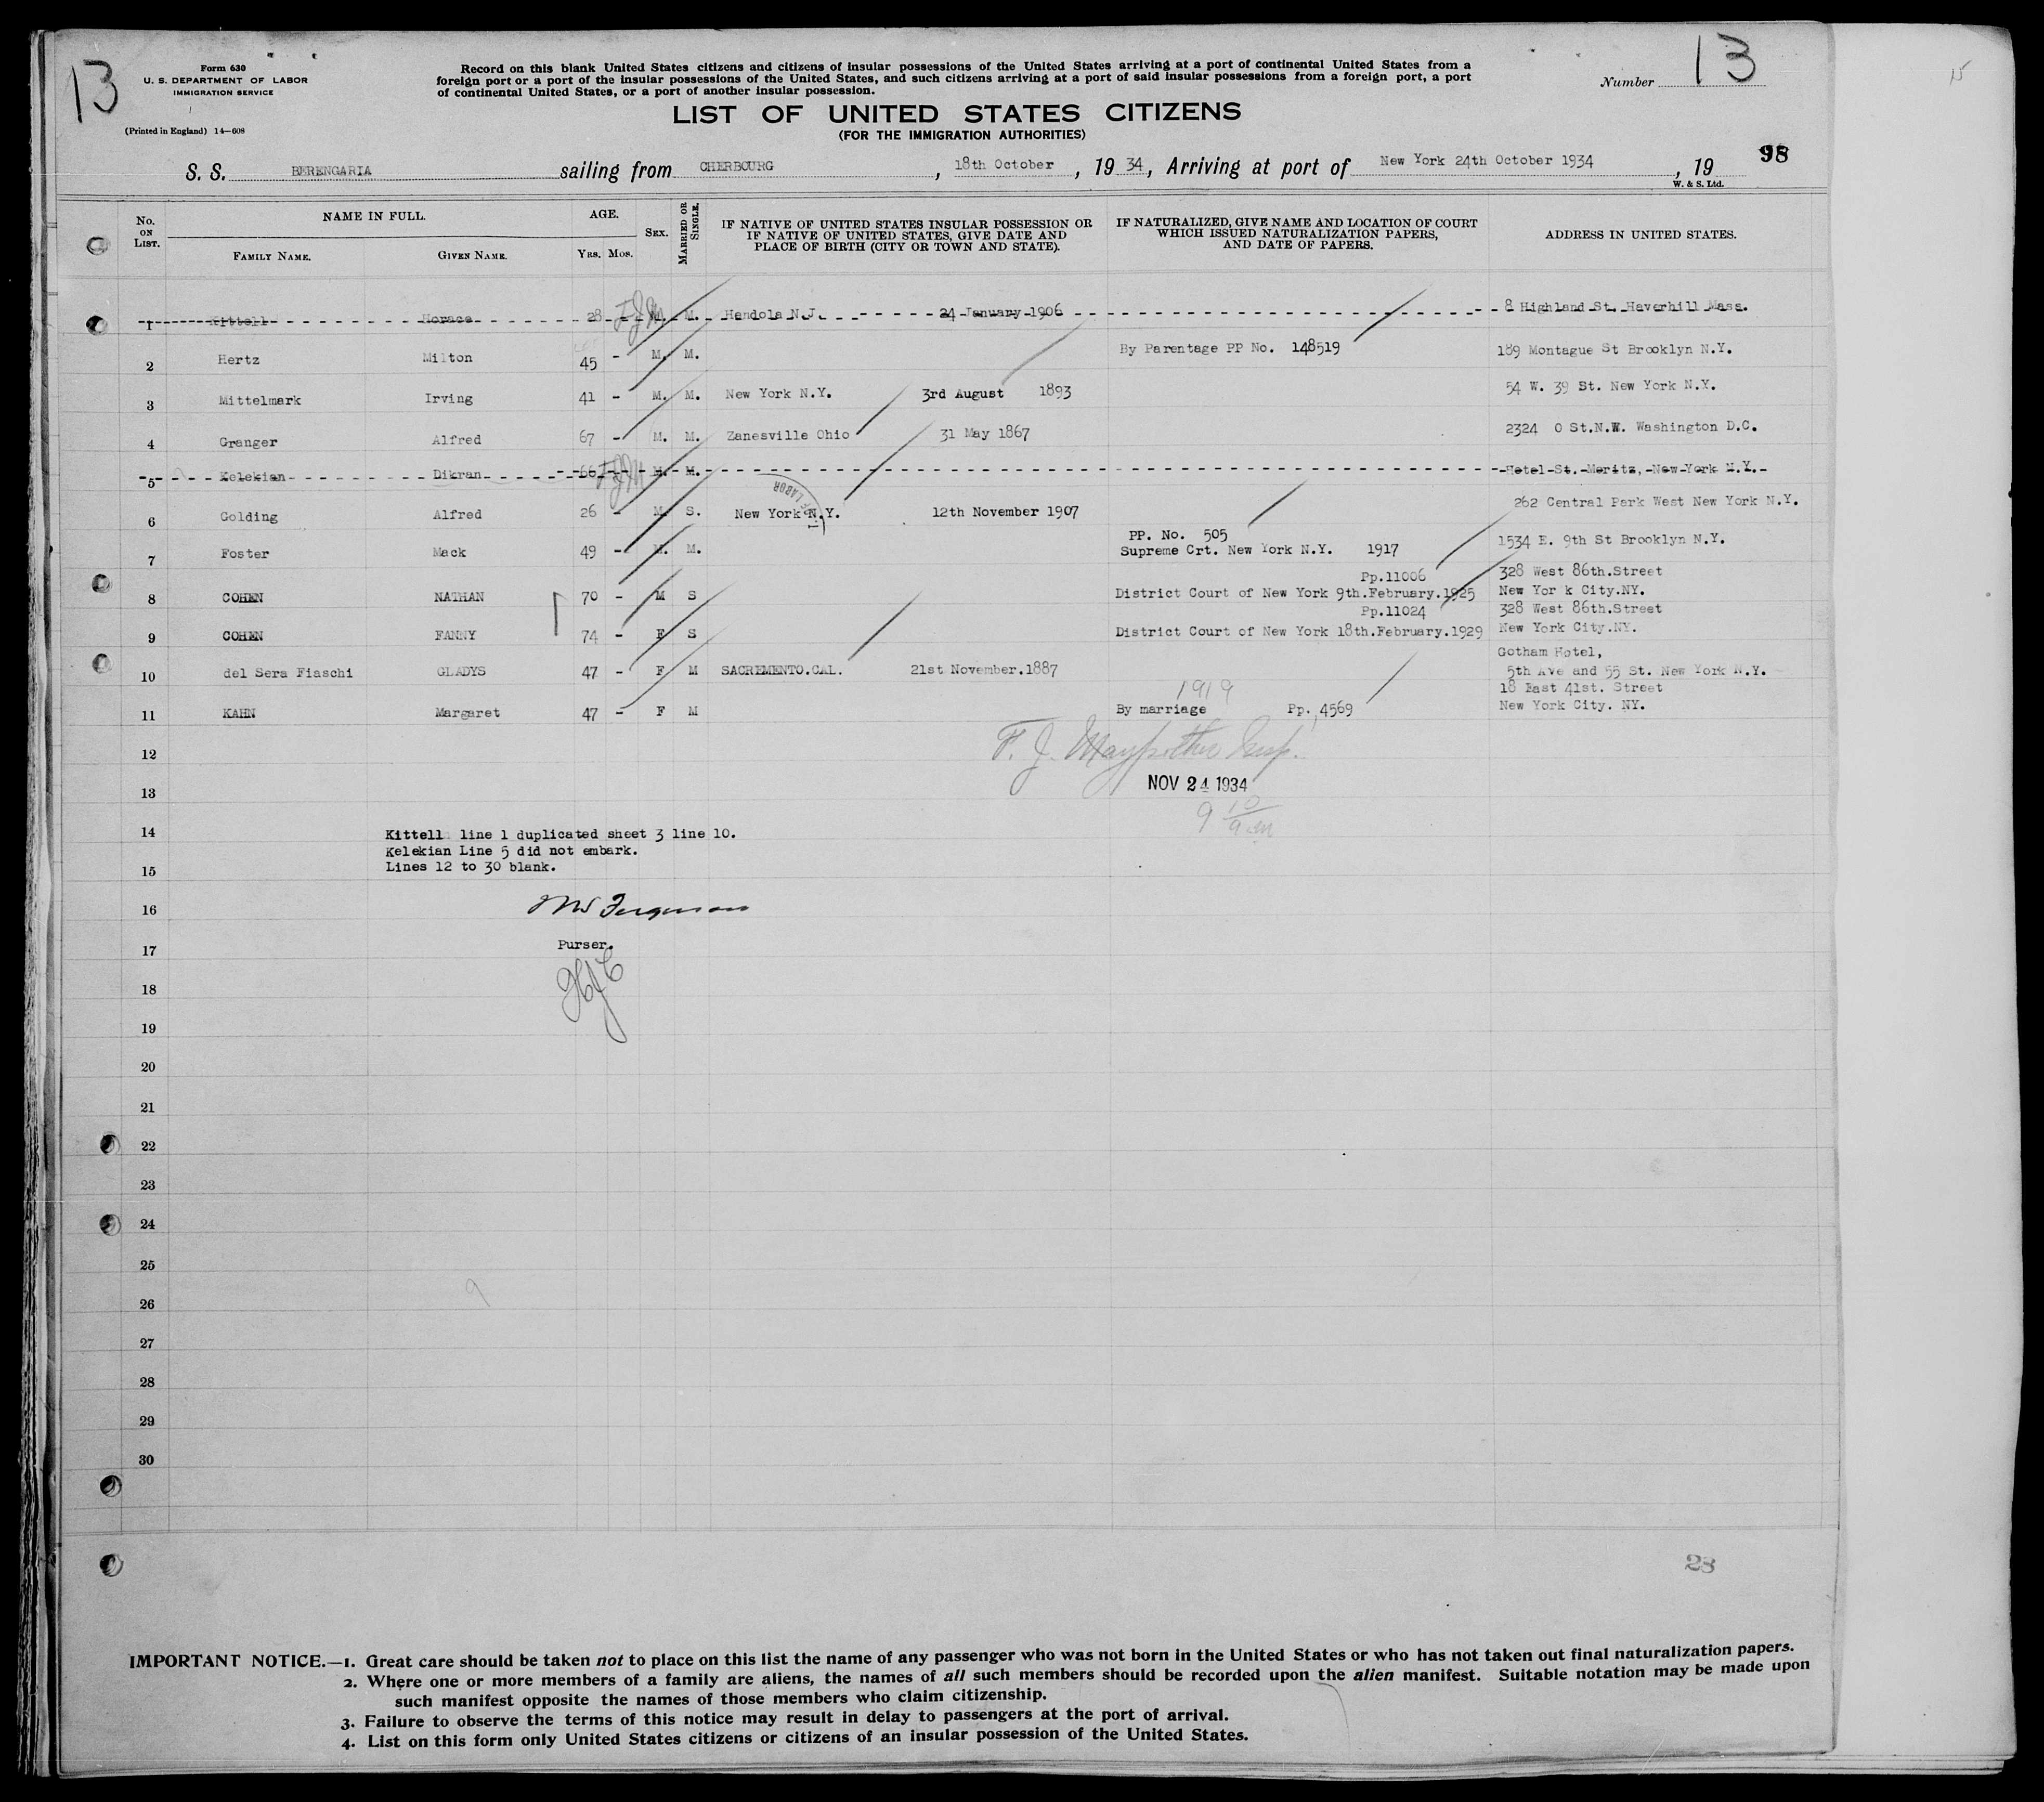 13
Form 630
U. S. DEPARTMENT OF LABOR
IMMIGRATION SERVICE
(Printed in England) 14—608
Record on this blank United States citizens and citizens of insular possessions of the United States arriving at a port of continental United States from a
foreign port or a port of the insular possessions of the United States, and such citizens arriving at a port of said insular possessions from a foreign port, a port
of continental United States, or a port of another insular possession.
Number 13
LIST OF UNITED STATES CITIZENS
(FOR THE IMMIGRATION AUTHORITIES)
98
S. S. BERENGARIA sailing from CHERBOURG, 18th October, 19 34, Arriving at port of New York 24th October 1934, 19
W. & S. Ltd.
No. ON LIST. NAME IN FULL. AGE. SEX. MARRIED OR SINGLE. IF NATIVE OF UNITED STATES INSULAR POSSESSION OR IF NATIVE OF UNITED STATES, GIVE DATE AND PLACE OF BIRTH (CITY OR TOWN AND STATE). IF NATURALIZED, GIVE NAME AND LOCATION OF COURT WHICH ISSUED NATURALIZATION PAPERS, AND DATE OF PAPERS. ADDRESS IN UNITED STATES.
FAMILY NAME. GIVEN NAME. YRS. MOS.
1 Kittell Horace 28 - M. M. Hendola N.J. 24 January 1906 8 Highland St. Haverhill Mass.
2 Hertz Milton 45 - M. M. By Parentage PP No. 148519 189 Montague St Brooklyn N.Y.
3 Mittelmark Irving 41 - M. M. New York N.Y. 3rd August 1893 54 W. 39 St. New York N.Y.
4 Granger Alfred 67 - M. M. Zanesville Ohio 31 May 1867 2324 O St.N.W. Washington D.C.
5 Kelekian Dikran 66 - M. M. Hotel St. Moritz, New York N.Y.
6 Golding Alfred 26 - M. S. New York N.Y. 12th November 1907 262 Central Park West New York N.Y.
LABOR
PP. No. 505
7 Foster Mack 49 - M. M. Supreme Crt. New York N.Y. 1917 1534 E. 9th St Brooklyn N.Y.
Pp.11006 328 West 86th.Street
8 COHEN NATHAN 70 - M S District Court of New York 9th.February.1925 New Yor k City.NY.
Pp.11024 328 West 86th.Street
9 COHEN FANNY 74 - F S District Court of New York 18th.February.1929 New York City.NY.
Gotham Hotel,
10 del Sera Fiaschi GLADYS 47 - F M SACREMENTO.CAL. 21st November.1887 5th Ave and 55 St. New York N.Y.
1919 18 East 41st. Street
11 KAHN Margaret 47 - F M By marriage Pp. 4569 New York City. NY.
12
NOV 24 1934
13
9 10
am
14 Kittell line 1 duplicated sheet 3 line 10.
Kelekian Line 5 did not embark.
15 Lines 12 to 30 blank.
16 Ferguson
17 Purser.
18
19
20
21
22
23
24
25
26
27
28
29
30
28
IMPORTANT NOTICE.—1. Great care should be taken not to place on this list the name of any passenger who was not born in the United States or who has not taken out final naturalization papers.
2. Where one or more members of a family are aliens, the names of all such members should be recorded upon the alien manifest. Suitable notation may be made upon
such manifest opposite the names of those members who claim citizenship.
3. Failure to observe the terms of this notice may result in delay to passengers at the port of arrival.
4. List on this form only United States citizens or citizens of an insular possession of the United States.